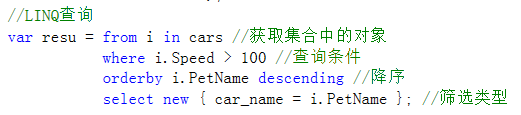 //LINQ查询
var resu = from i in cars //获取集合中的对象
where i.Speed > 100 //查询条件
orderby i.PetName descending //降序
select new { car_name = i.PetName }; //筛选类型